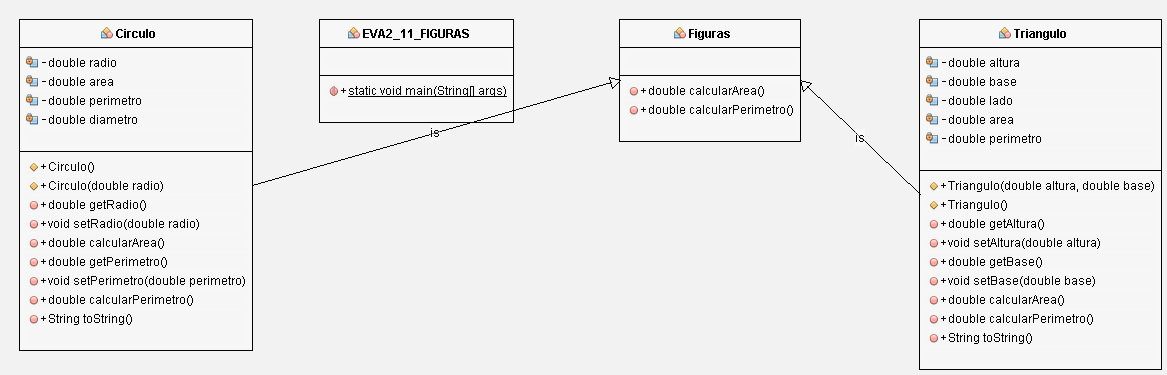 Circulo
- double radio
- double area
- double perimetro
- double diametro
+ Circulo()
+ Circulo(double radio)
+ double getRadio()
+ void setRadio(double radio)
+ double calcularArea()
+ double getPerimetro()
+ void setPerimetro(double perimetro)
+ double calcularPerimetro()
+ String toString()
EVA2_11_FIGURAS
+ static void main(String[] args)
is
Figuras
+ double calcularArea()
+ double calcularPerimetro()
is
Triangulo
- double altura
- double base
- double lado
- double area
- double perimetro
+ Triangulo(double altura, double base)
+ Triangulo()
+ double getAltura()
+ void setAltura(double altura)
+ double getBase()
+ void setBase(double base)
+ double calcularArea()
+ double calcularPerimetro()
+ String toString()